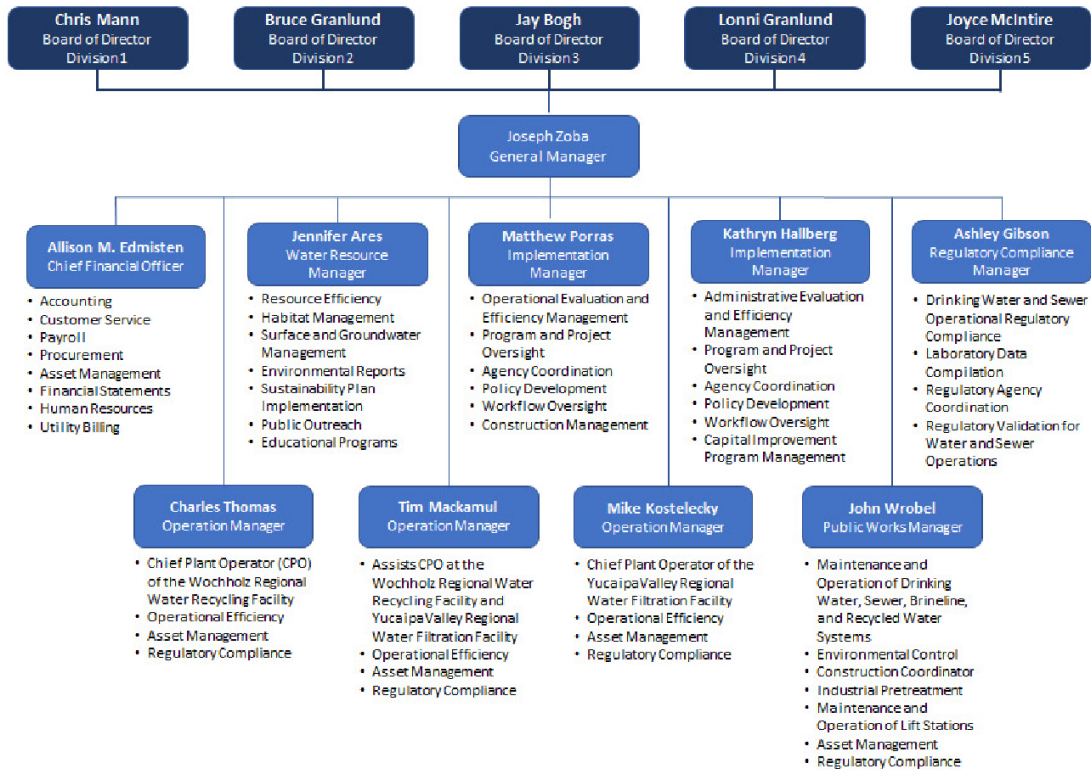 Chris Mann
Board of Director
Division 1
Bruce Granlund
Board of Director
Division 2
Jay Bogh
Board of Director
Division 3
Lonni Granlund
Board of Director
Division 4
Joyce McIntire
Board of Director
Division 5
Joseph Zoba
General Manager
Allison M. Edmisten
Chief Financial Officer
• Accounting
• Customer Service
• Payroll
• Procurement
• Asset Management
• Financial Statements
• Human Resources
• Utility Billing
Jennifer Ares
Water Resource
Manager
• Resource Efficiency
• Habitat Management
• Surface and Groundwater
Management
• Environmental Reports
• Sustainability Plan
Implementation
• Public Outreach
• Educational Programs
Matthew Porras
Implementation
Manager
• Operational Evaluation and
Efficiency Management
• Program and Project
Oversight
• Agency Coordination
• Policy Development
• Workflow Oversight
• Construction Management
Kathryn Hallberg
Implementation
Manager
• Administrative Evaluation
and Efficiency
Management
• Program and Project
Oversight
• Agency Coordination
• Policy Development
• Workflow Oversight
• Capital Improvement
Program Management
Ashley Gibson
Regulatory Compliance
Manager
• Drinking Water and Sewer
Operational Regulatory
Compliance
• Laboratory Data
Compilation
• Regulatory Agency
Coordination
• Regulatory Validation for
Water and Sewer
Operations
Charles Thomas
Operation Manager
• Chief Plant Operator (CPO)
of the Wochholz Regional
Water Recycling Facility
• Operational Efficiency
• Asset Management
• Regulatory Compliance
Tim Mackamul
Operation Manager
• Assists CPO at the
Wochholz Regional Water
Recycling Facility and
Yucaipa Valley Regional
Water Filtration Facility
• Operational Efficiency
• Asset Management
• Regulatory Compliance
Mike Kostelecky
Operation Manager
• Chief Plant Operator of the
Yucaipa Valley Regional
Water Filtration Facility
• Operational Efficiency
• Asset Management
• Regulatory Compliance
John Wrobel
Public Works Manager
• Maintenance and
Operation of Drinking
Water, Sewer, Brineline,
and Recycled Water
Systems
• Environmental Control
• Construction Coordinator
• Industrial Pretreatment
• Maintenance and
Operation of Lift Stations
• Asset Management
• Regulatory Compliance